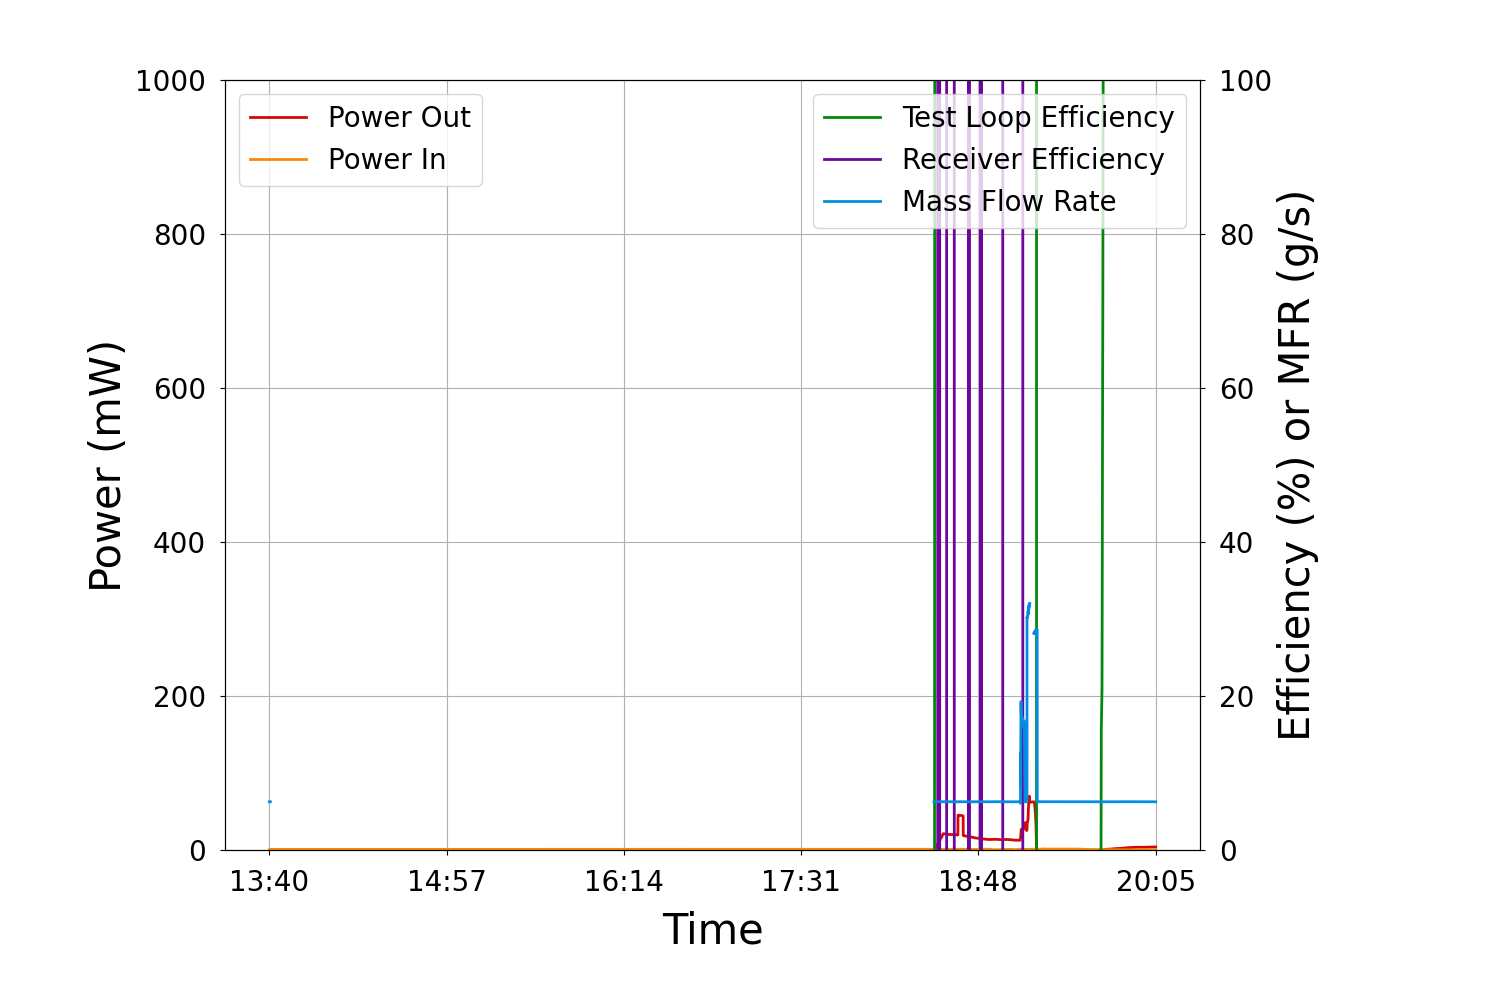 1000
800
600
400
200
0
Power (mW)
Power Out
Power In
Test Loop Efficiency
Receiver Efficiency
Mass Flow Rate
100
80
60
40
20
0
Efficiency (%) or MFR (g/s)
13:40 14:57 16:14 17:31 18:48 20:05
Time